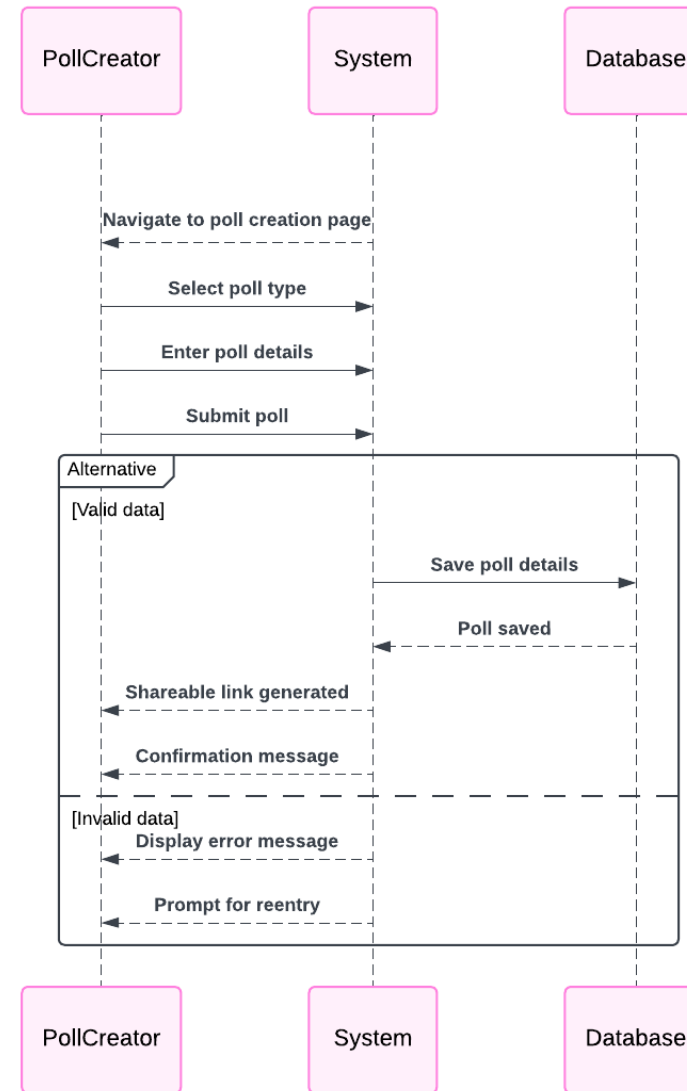 PollCreator
System
Database
Navigate to poll creation page
Select poll type
Enter poll details
Submit poll
Alternative
[Valid data]
Save poll details
Poll saved
Shareable link generated
Confirmation message
[Invalid data]
Display error message
Prompt for reentry
PollCreator
System
Database